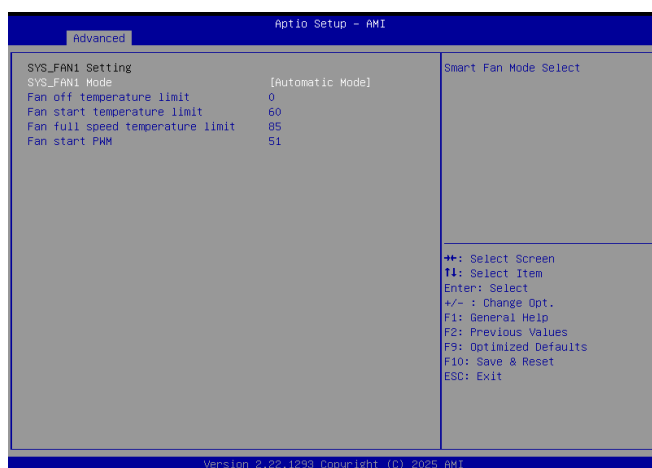 Aptio Setup - AMI
Advanced
SYS_FAN1 Setting
SYS_FAN1 Mode [Automatic Mode]
Fan off temperature limit 0
Fan start temperature limit 60
Fan full speed temperature limit 85
Fan start PWM 51
Smart Fan Mode Select
→←: Select Screen
↑↓: Select Item
Enter: Select
+/- : Change Opt.
F1: General Help
F2: Previous Values
F9: Optimized Defaults
F10: Save & Reset
ESC: Exit
Version 2.22.1293 Copyright (C) 2025 AMI